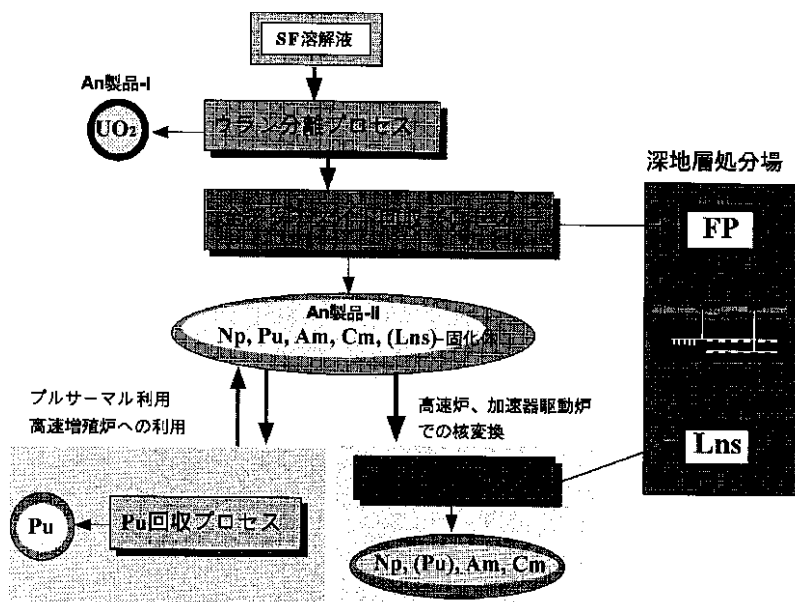 SF溶解液
An製品-I
UO₂
ウラン分離プロセス
深地層処分場
FP
An製品-II
Np, Pu, Am, Cm, (Lns)-固化体
プルサーマル利用
高速増殖炉への利用
高速炉、加速器駆動炉
での核変換
Lns
Pu
Pu回収プロセス
Np, (Pu), Am, Cm